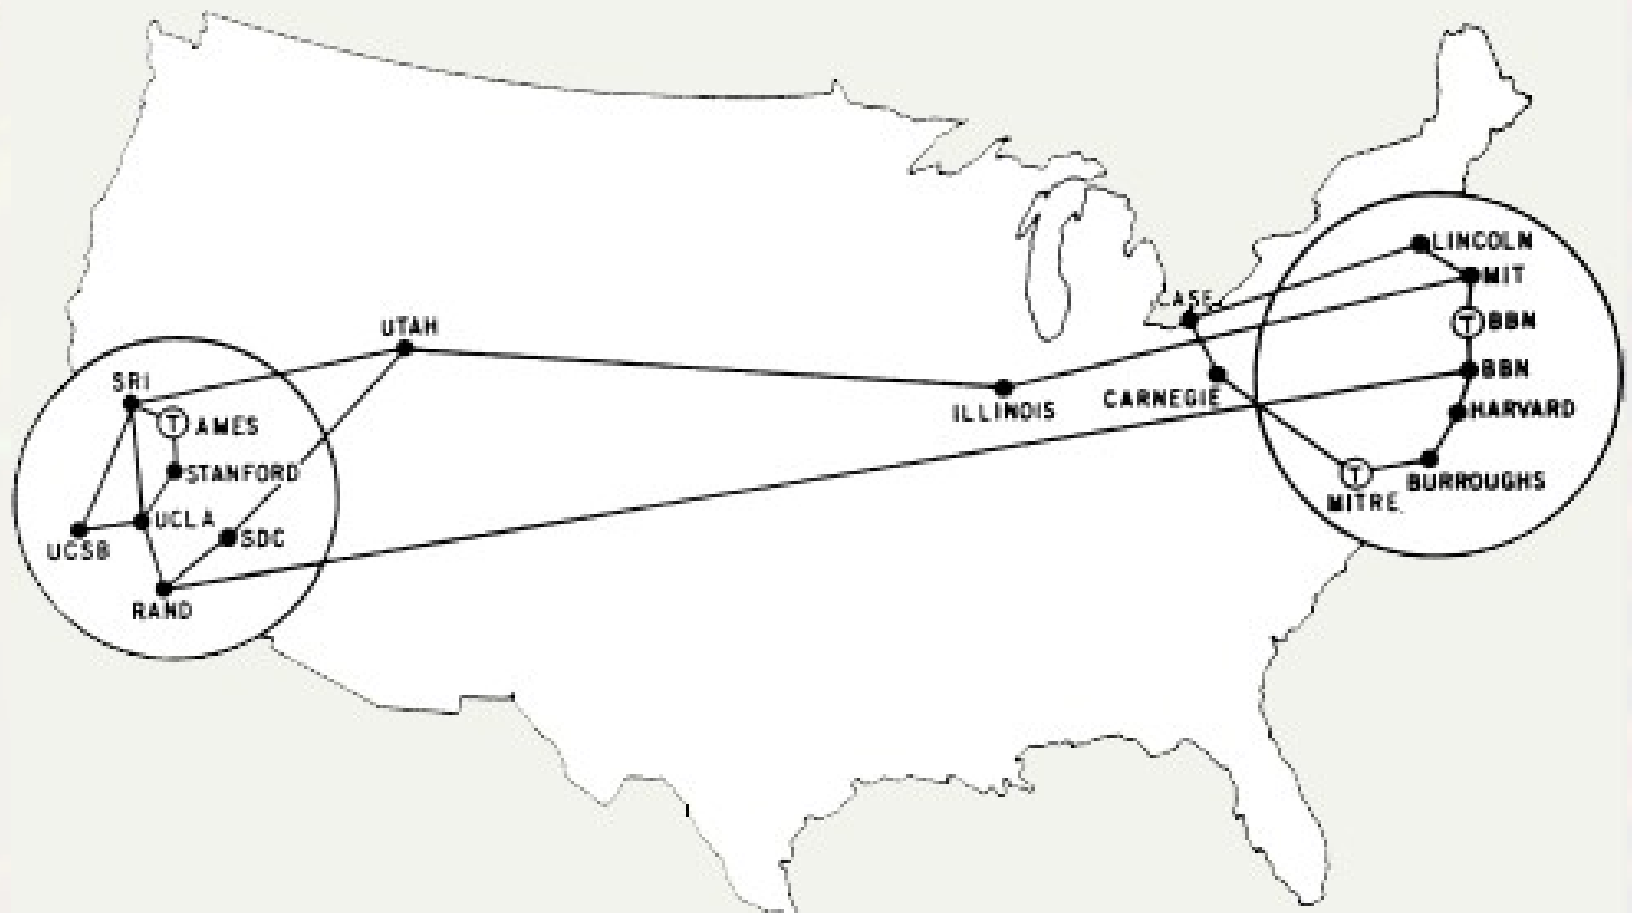 LINCOLN
MIT
T BBN
CASE
UTAH
BBN
SRI
ILLINOIS
CARNEGIE
HARVARD
T AMES
STANFORD
T
BURROUGHS
MITRE
UCLA
SDC
UCSB
RAND